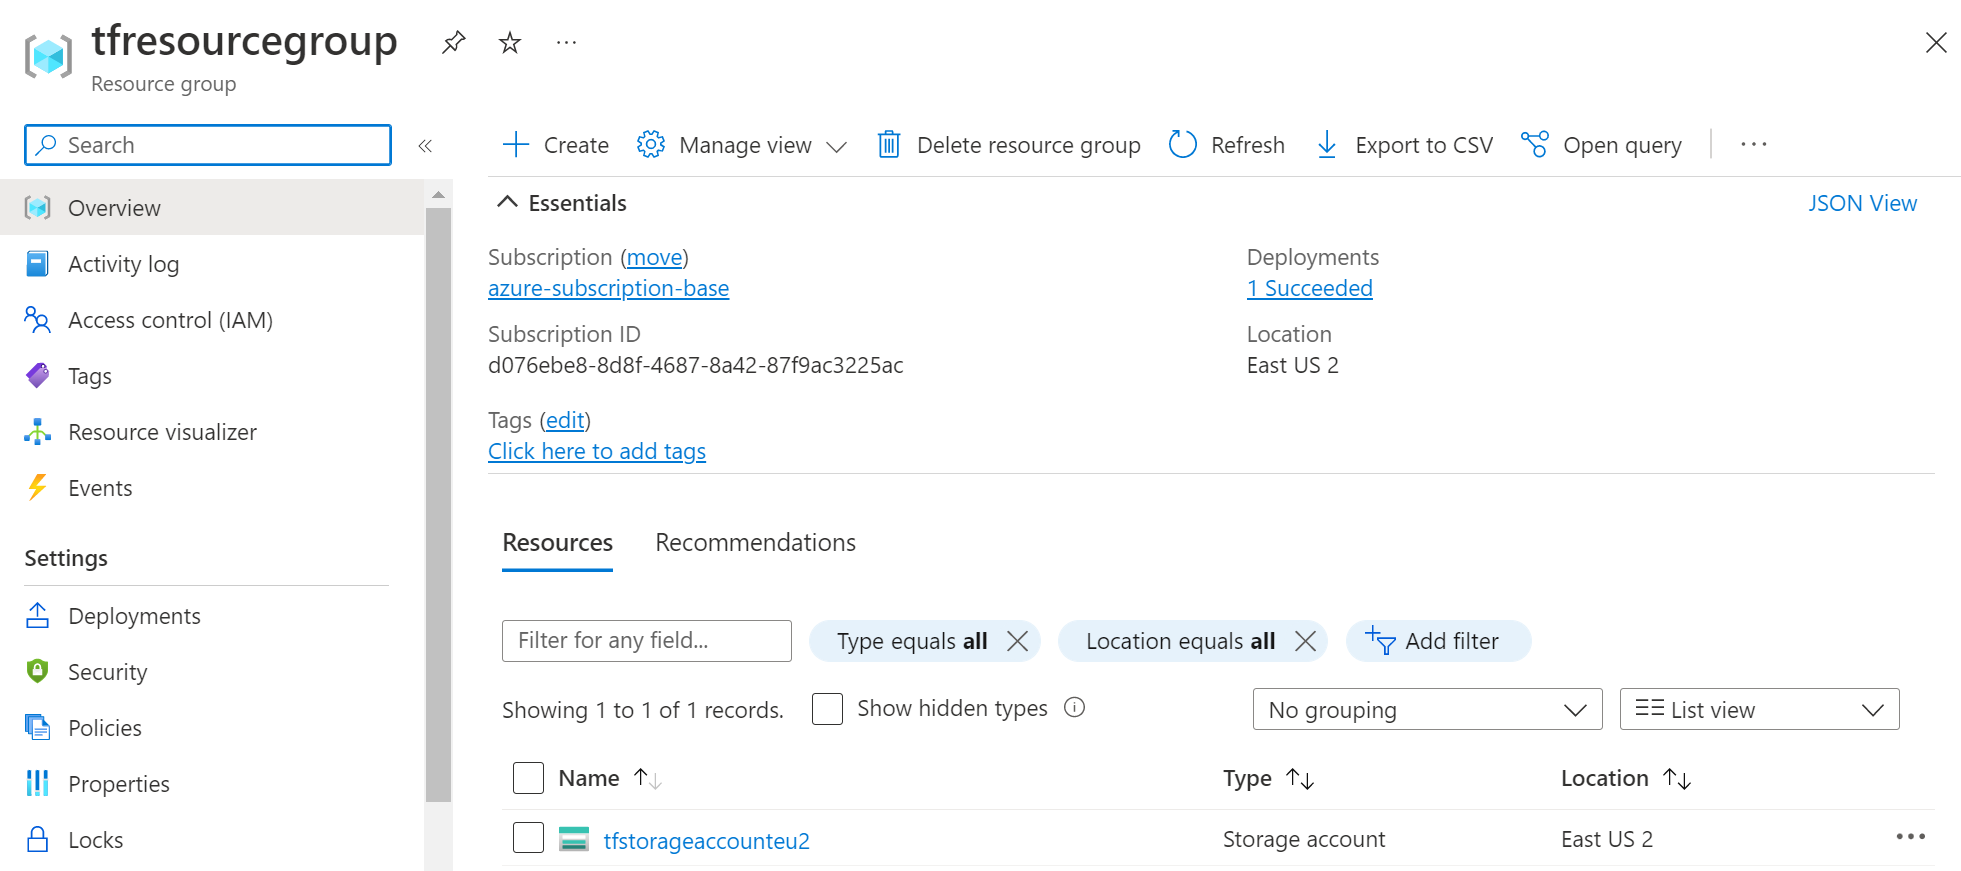 tfresourcegroup
Resource group
Search
Create
Manage view
Delete resource group
Refresh
Export to CSV
Open query
Overview
Activity log
Access control (IAM)
Tags
Resource visualizer
Events
Settings
Deployments
Security
Policies
Properties
Locks
Essentials
JSON View
Subscription (move)
azure-subscription-base
Deployments
1 Succeeded
Subscription ID
d076ebe8-8d8f-4687-8a42-87f9ac3225ac
Location
East US 2
Tags (edit)
Click here to add tags
Resources Recommendations
Filter for any field...
Type equals all
Location equals all
Add filter
Showing 1 to 1 of 1 records.
Show hidden types
No grouping
List view
Name Type Location
tfstorageaccounteu2 Storage account East US 2